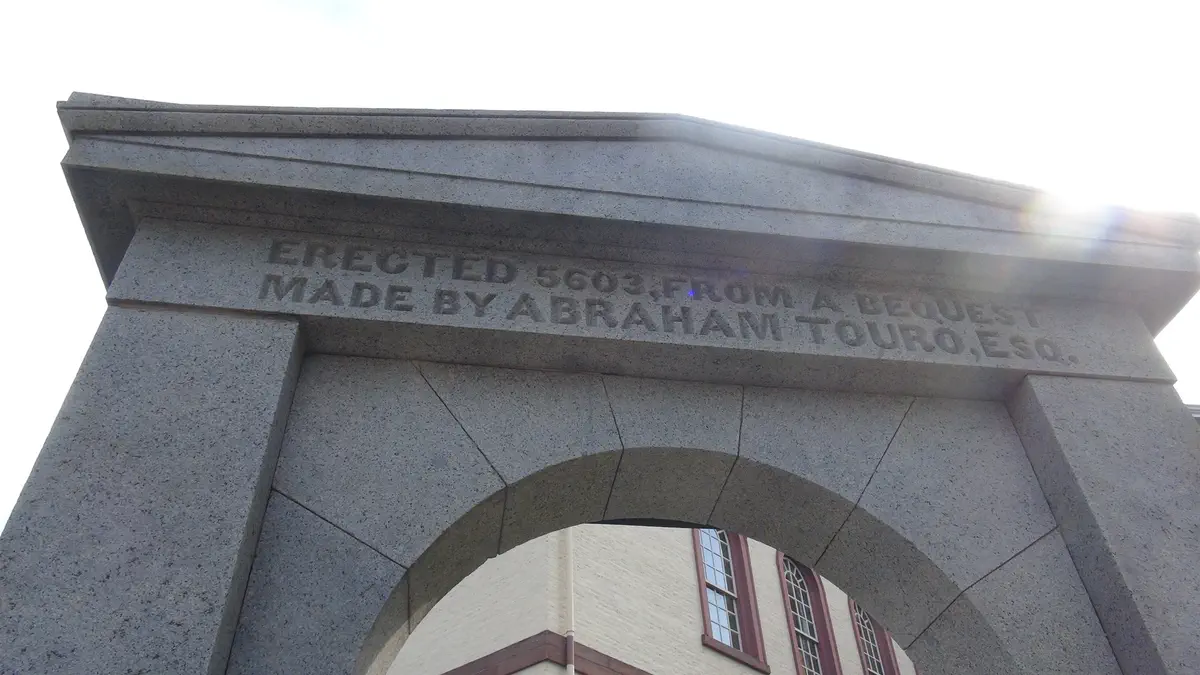 ERECTED 5603, FROM A BEQUEST
MADE BY ABRAHAM TOURO, ESQ.